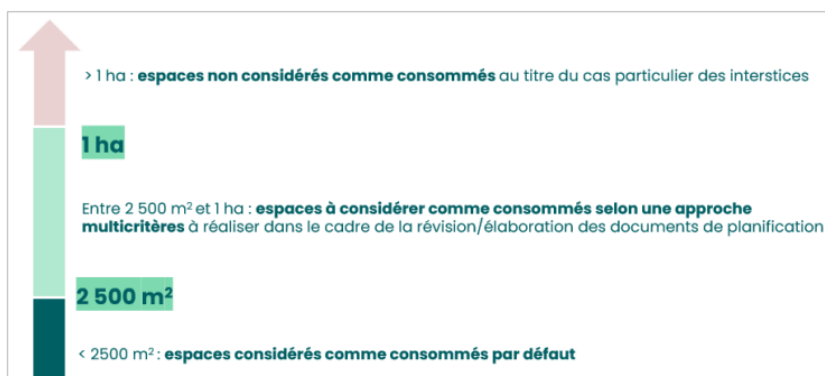 > 1 ha : espaces non considérés comme consommés au titre du cas particulier des interstices
1 ha
Entre 2 500 m² et 1 ha : espaces à considérer comme consommés selon une approche
multicritères à réaliser dans le cadre de la révision/élaboration des documents de planification
2 500 m²
< 2500 m² : espaces considérés comme consommés par défaut